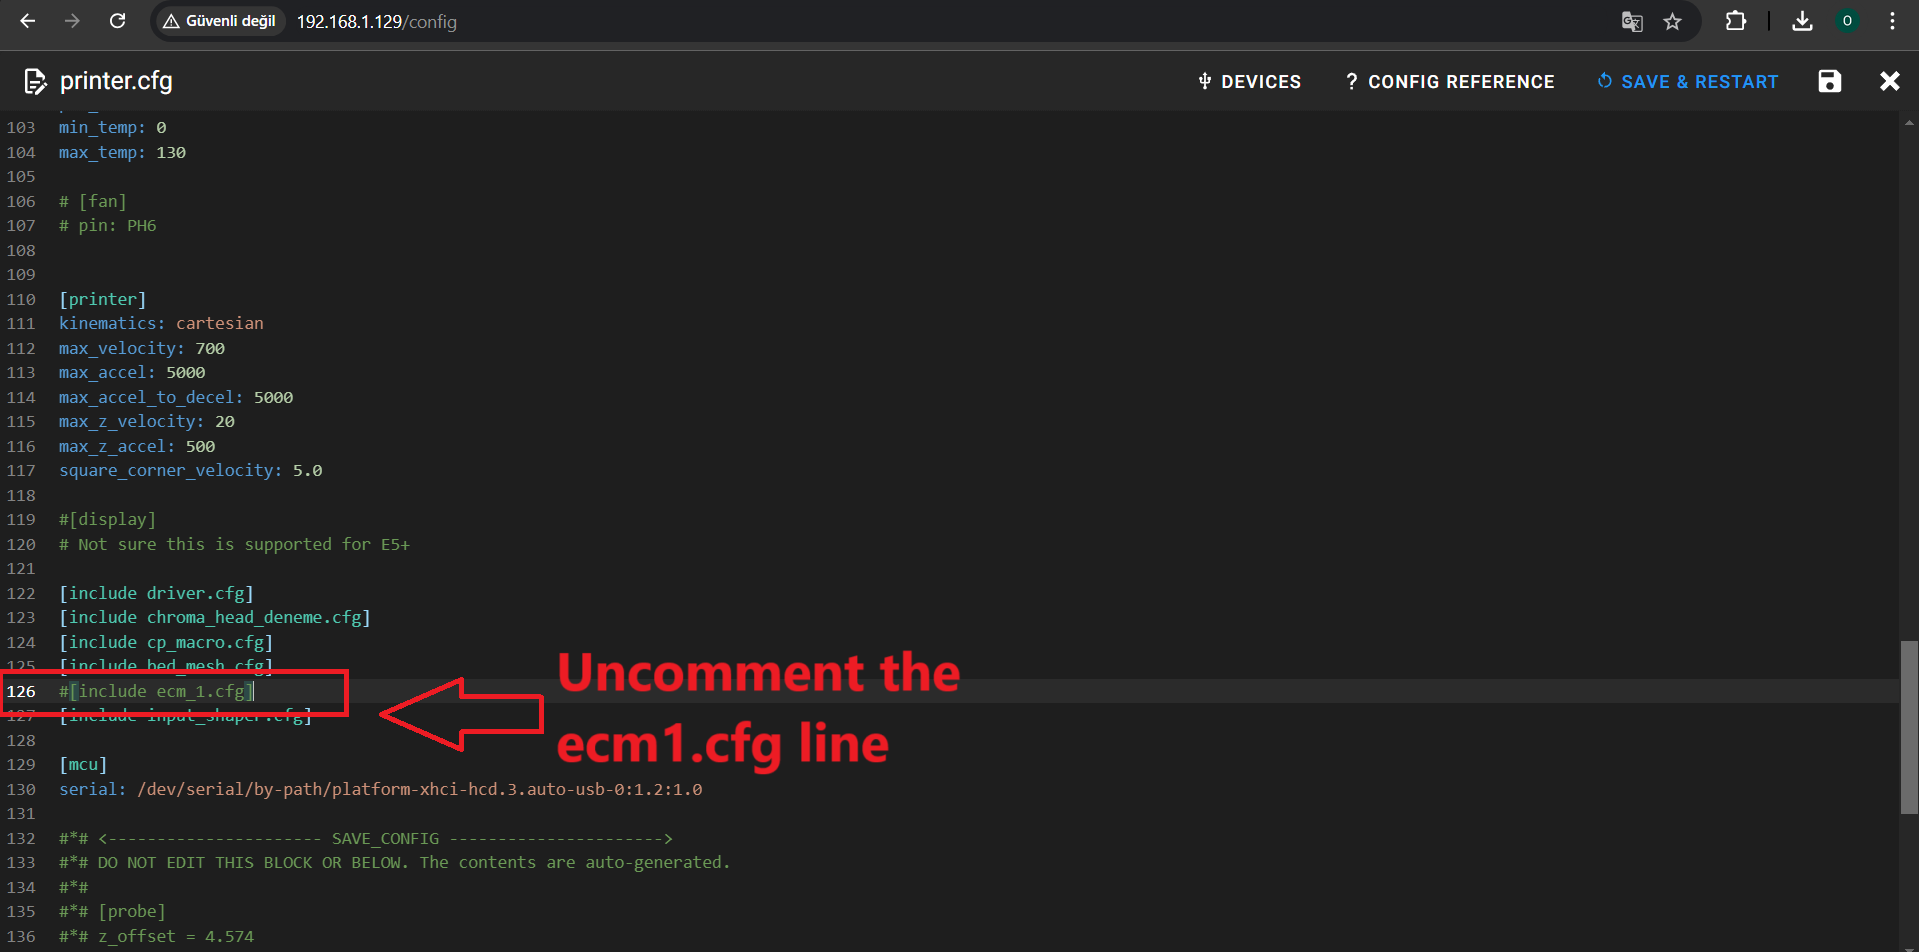 Güvenli değil 192.168.1.129/config O
printer.cfg DEVICES ? CONFIG REFERENCE SAVE & RESTART
103 min_temp: 0
104 max_temp: 130
105
106 # [fan]
107 # pin: PH6
108
109
110 [printer]
111 kinematics: cartesian
112 max_velocity: 700
113 max_accel: 5000
114 max_accel_to_decel: 5000
115 max_z_velocity: 20
116 max_z_accel: 500
117 square_corner_velocity: 5.0
118
119 #[display]
120 # Not sure this is supported for E5+
121
122 [include driver.cfg]
123 [include chroma_head_deneme.cfg]
124 [include cp_macro.cfg]
125 [include bed_mesh.cfg]
126 #[include ecm_1.cfg]
127 [include input_shaper.cfg]
Uncomment the
ecm1.cfg line
128
129 [mcu]
130 serial: /dev/serial/by-path/platform-xhci-hcd.3.auto-usb-0:1.2:1.0
131
132 #*# <---------------------- SAVE_CONFIG ---------------------->
133 #*# DO NOT EDIT THIS BLOCK OR BELOW. The contents are auto-generated.
134 #*#
135 #*# [probe]
136 #*# z_offset = 4.574